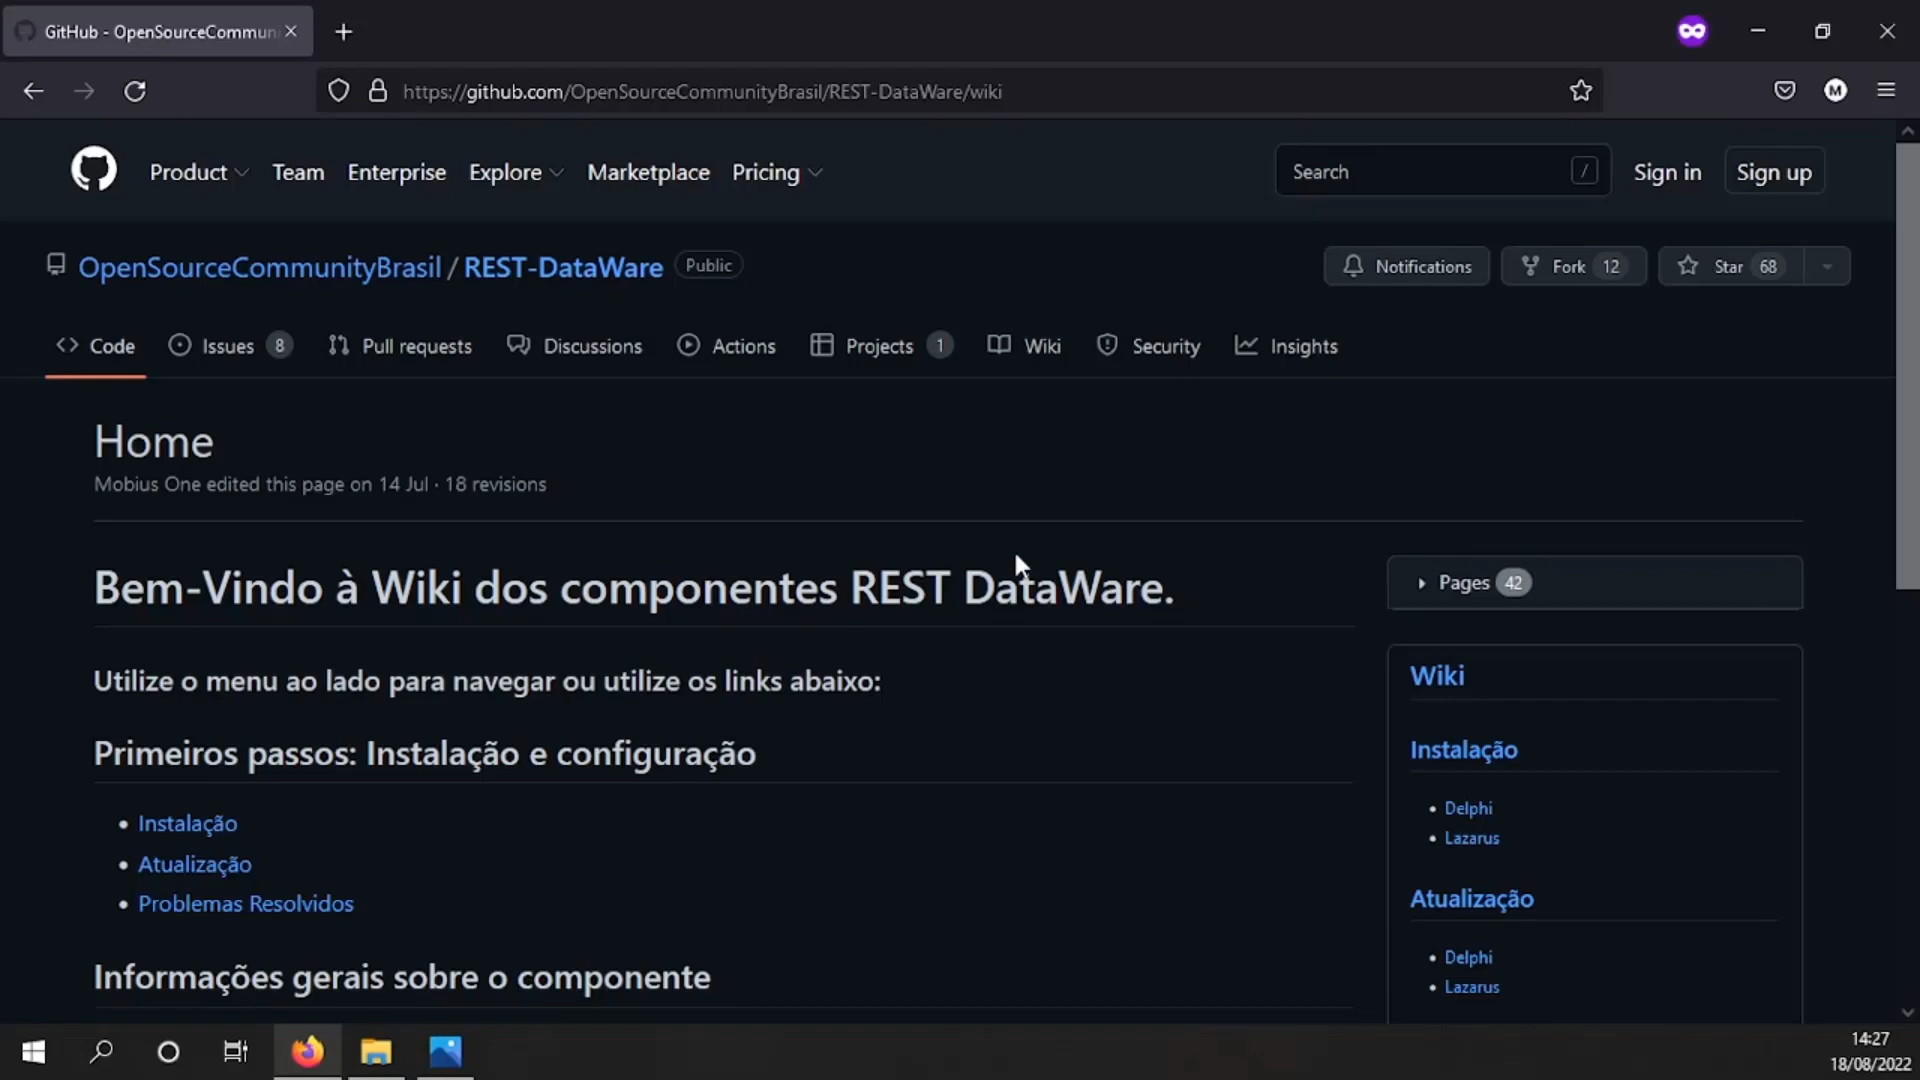 GitHub - OpenSourceCommun
https://github.com/OpenSourceCommunityBrasil/REST-DataWare/wiki
M
Product Team Enterprise Explore Marketplace Pricing
Search /
Sign in
Sign up
OpenSourceCommunityBrasil / REST-DataWare Public
Notifications
Fork 12
Star 68
Code
Issues 8
Pull requests
Discussions
Actions
Projects 1
Wiki
Security
Insights
Home
Mobius One edited this page on 14 Jul · 18 revisions
Bem-Vindo à Wiki dos componentes REST DataWare.
Utilize o menu ao lado para navegar ou utilize os links abaixo:
Primeiros passos: Instalação e configuração
• Instalação
• Atualização
• Problemas Resolvidos
Informações gerais sobre o componente
Pages 42
Wiki
Instalação
• Delphi
• Lazarus
Atualização
• Delphi
• Lazarus
14:27
18/08/2022